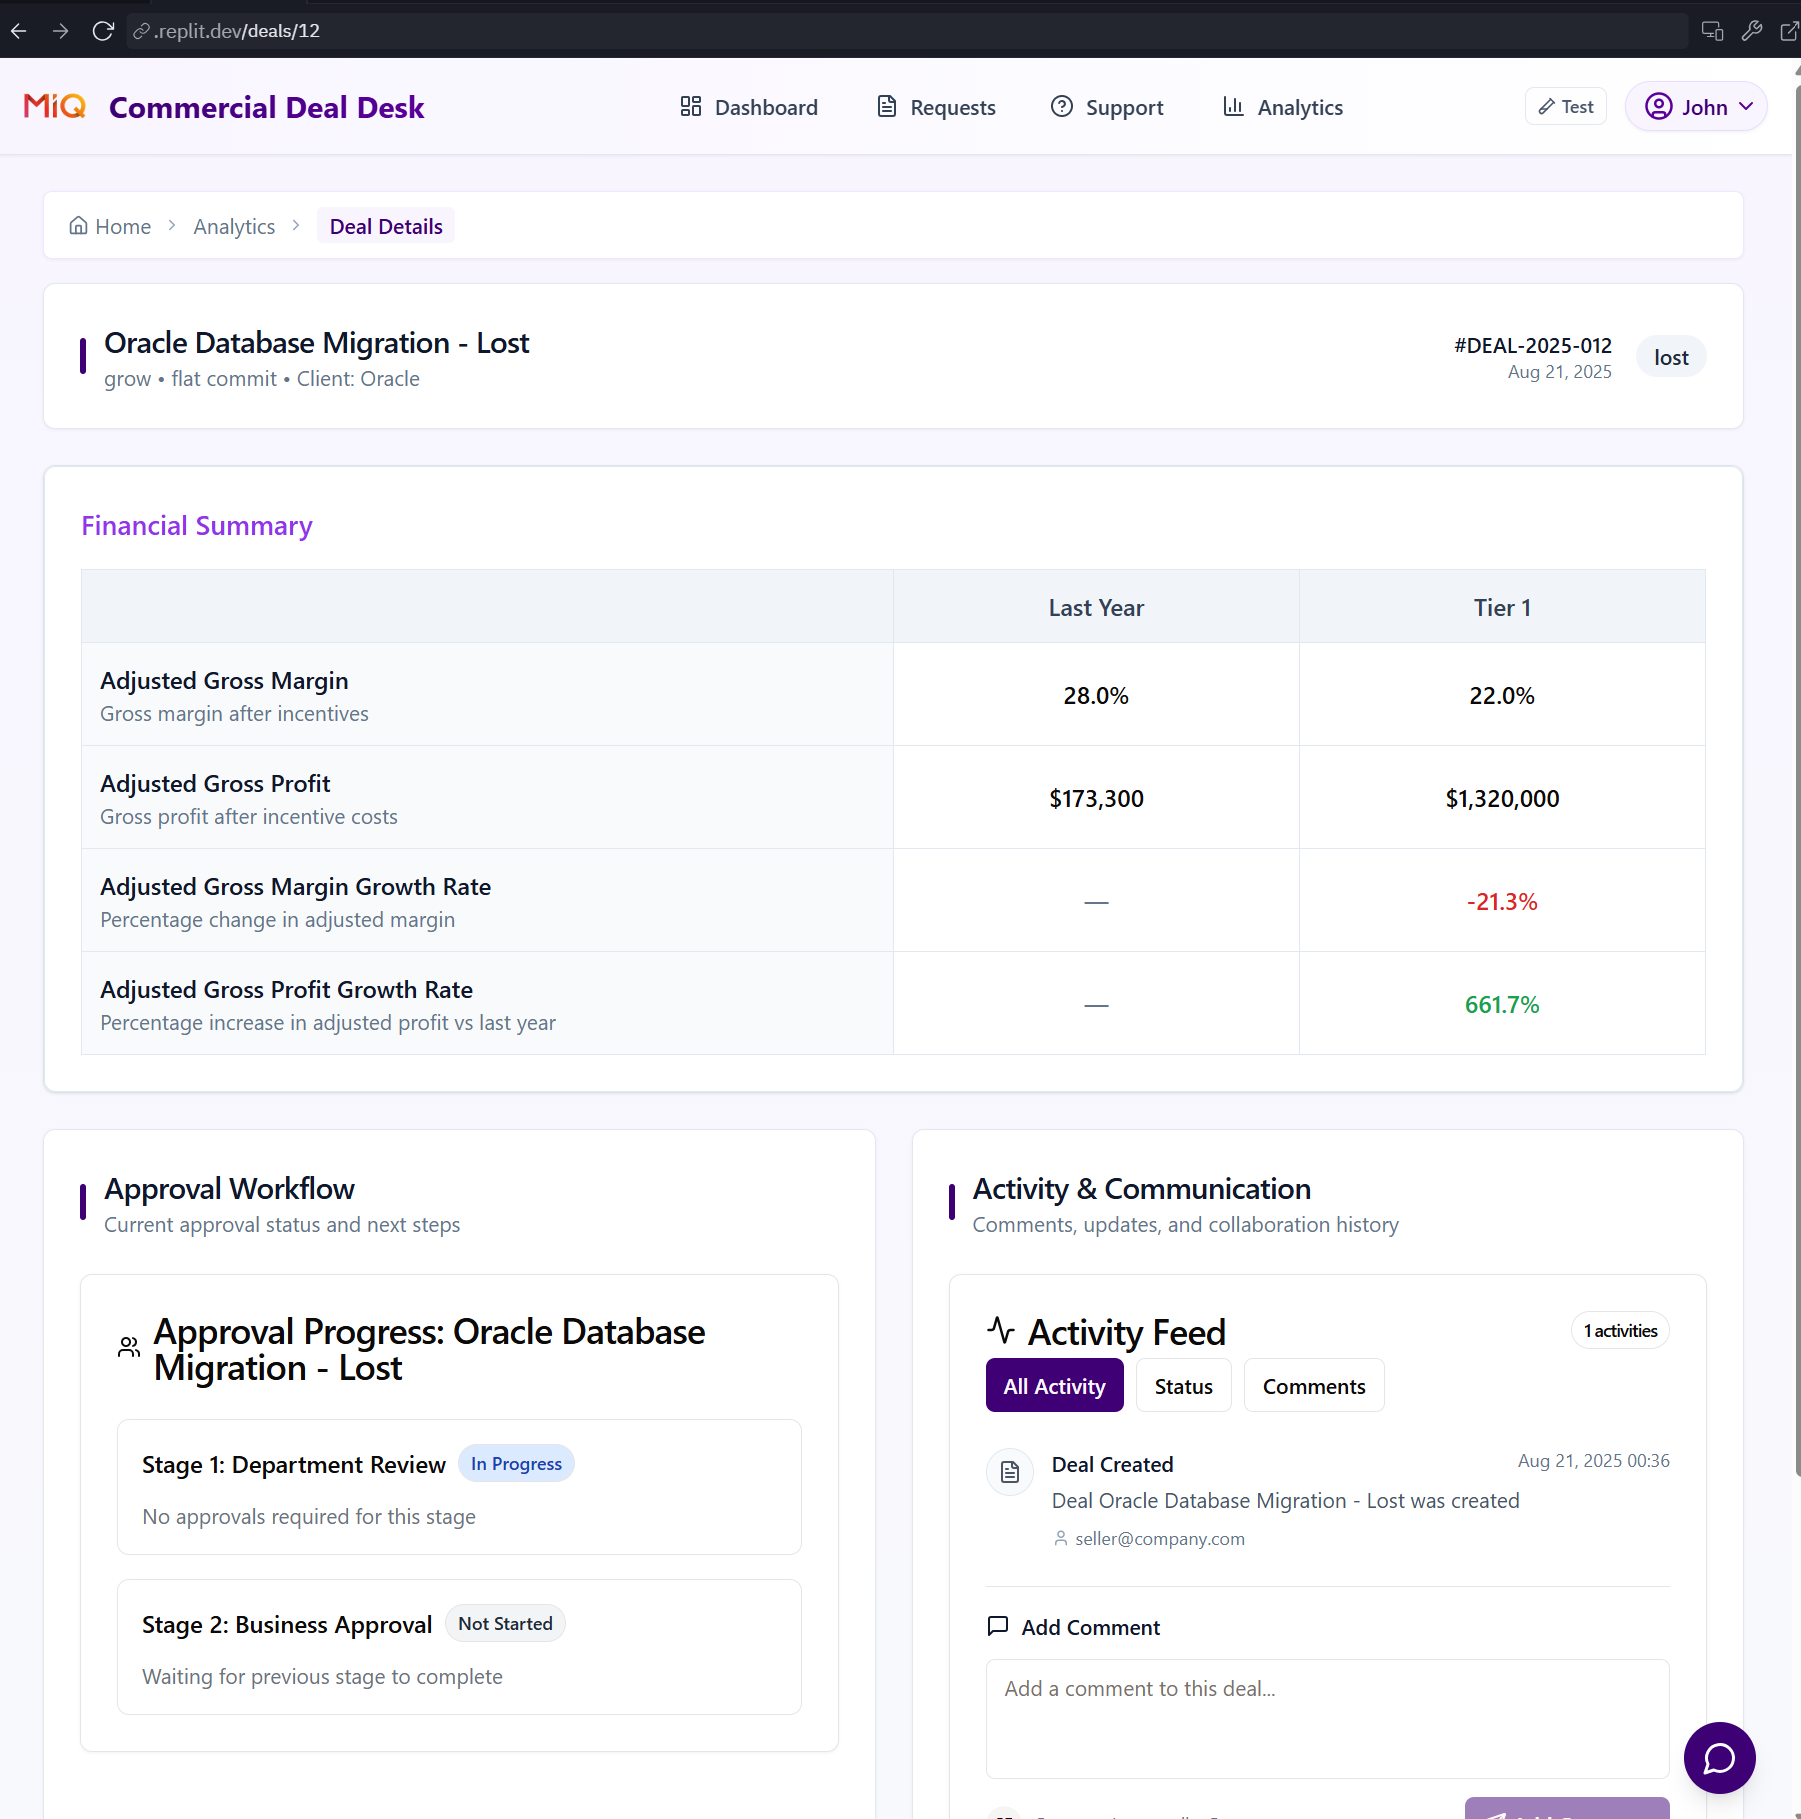 .replit.dev/deals/12
MiQ Commercial Deal Desk Dashboard Requests Support Analytics Test John
Home Analytics Deal Details
Oracle Database Migration - Lost
grow • flat commit • Client: Oracle
#DEAL-2025-012
Aug 21, 2025
lost
Financial Summary
Last Year Tier 1
Adjusted Gross Margin
Gross margin after incentives
28.0% 22.0%
Adjusted Gross Profit
Gross profit after incentive costs
$173,300 $1,320,000
Adjusted Gross Margin Growth Rate
Percentage change in adjusted margin
— -21.3%
Adjusted Gross Profit Growth Rate
Percentage increase in adjusted profit vs last year
— 661.7%
Approval Workflow
Current approval status and next steps
Approval Progress: Oracle Database
Migration - Lost
Stage 1: Department Review In Progress
No approvals required for this stage
Stage 2: Business Approval Not Started
Waiting for previous stage to complete
Activity & Communication
Comments, updates, and collaboration history
Activity Feed 1 activities
All Activity Status Comments
Deal Created Aug 21, 2025 00:36
Deal Oracle Database Migration - Lost was created
seller@company.com
Add Comment
Add a comment to this deal...